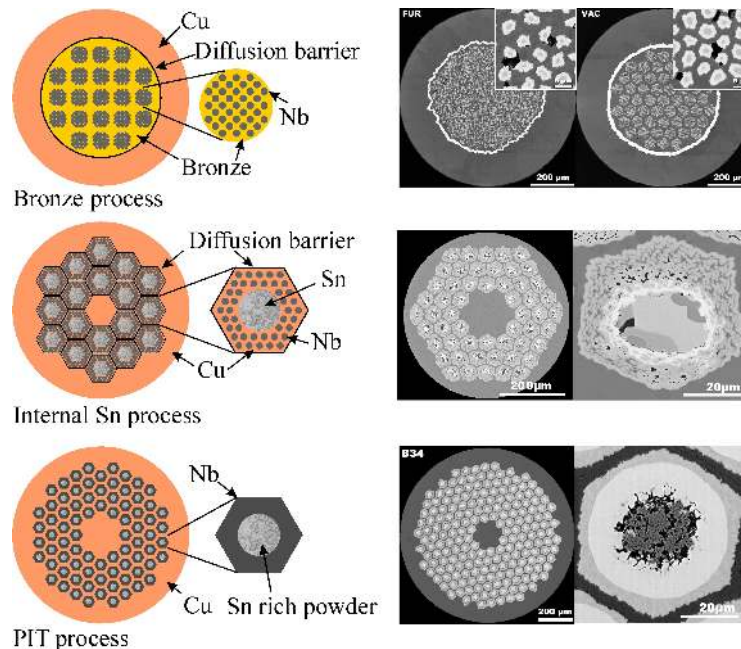 Cu
Diffusion barrier
Nb
Bronze
Bronze process
FUR
200 µm
VAC
200 µm
Diffusion barrier
Sn
Nb
Cu
Internal Sn process
200µm
20µm
Nb
Sn rich powder
Cu
PIT process
B34
200 µm
20µm